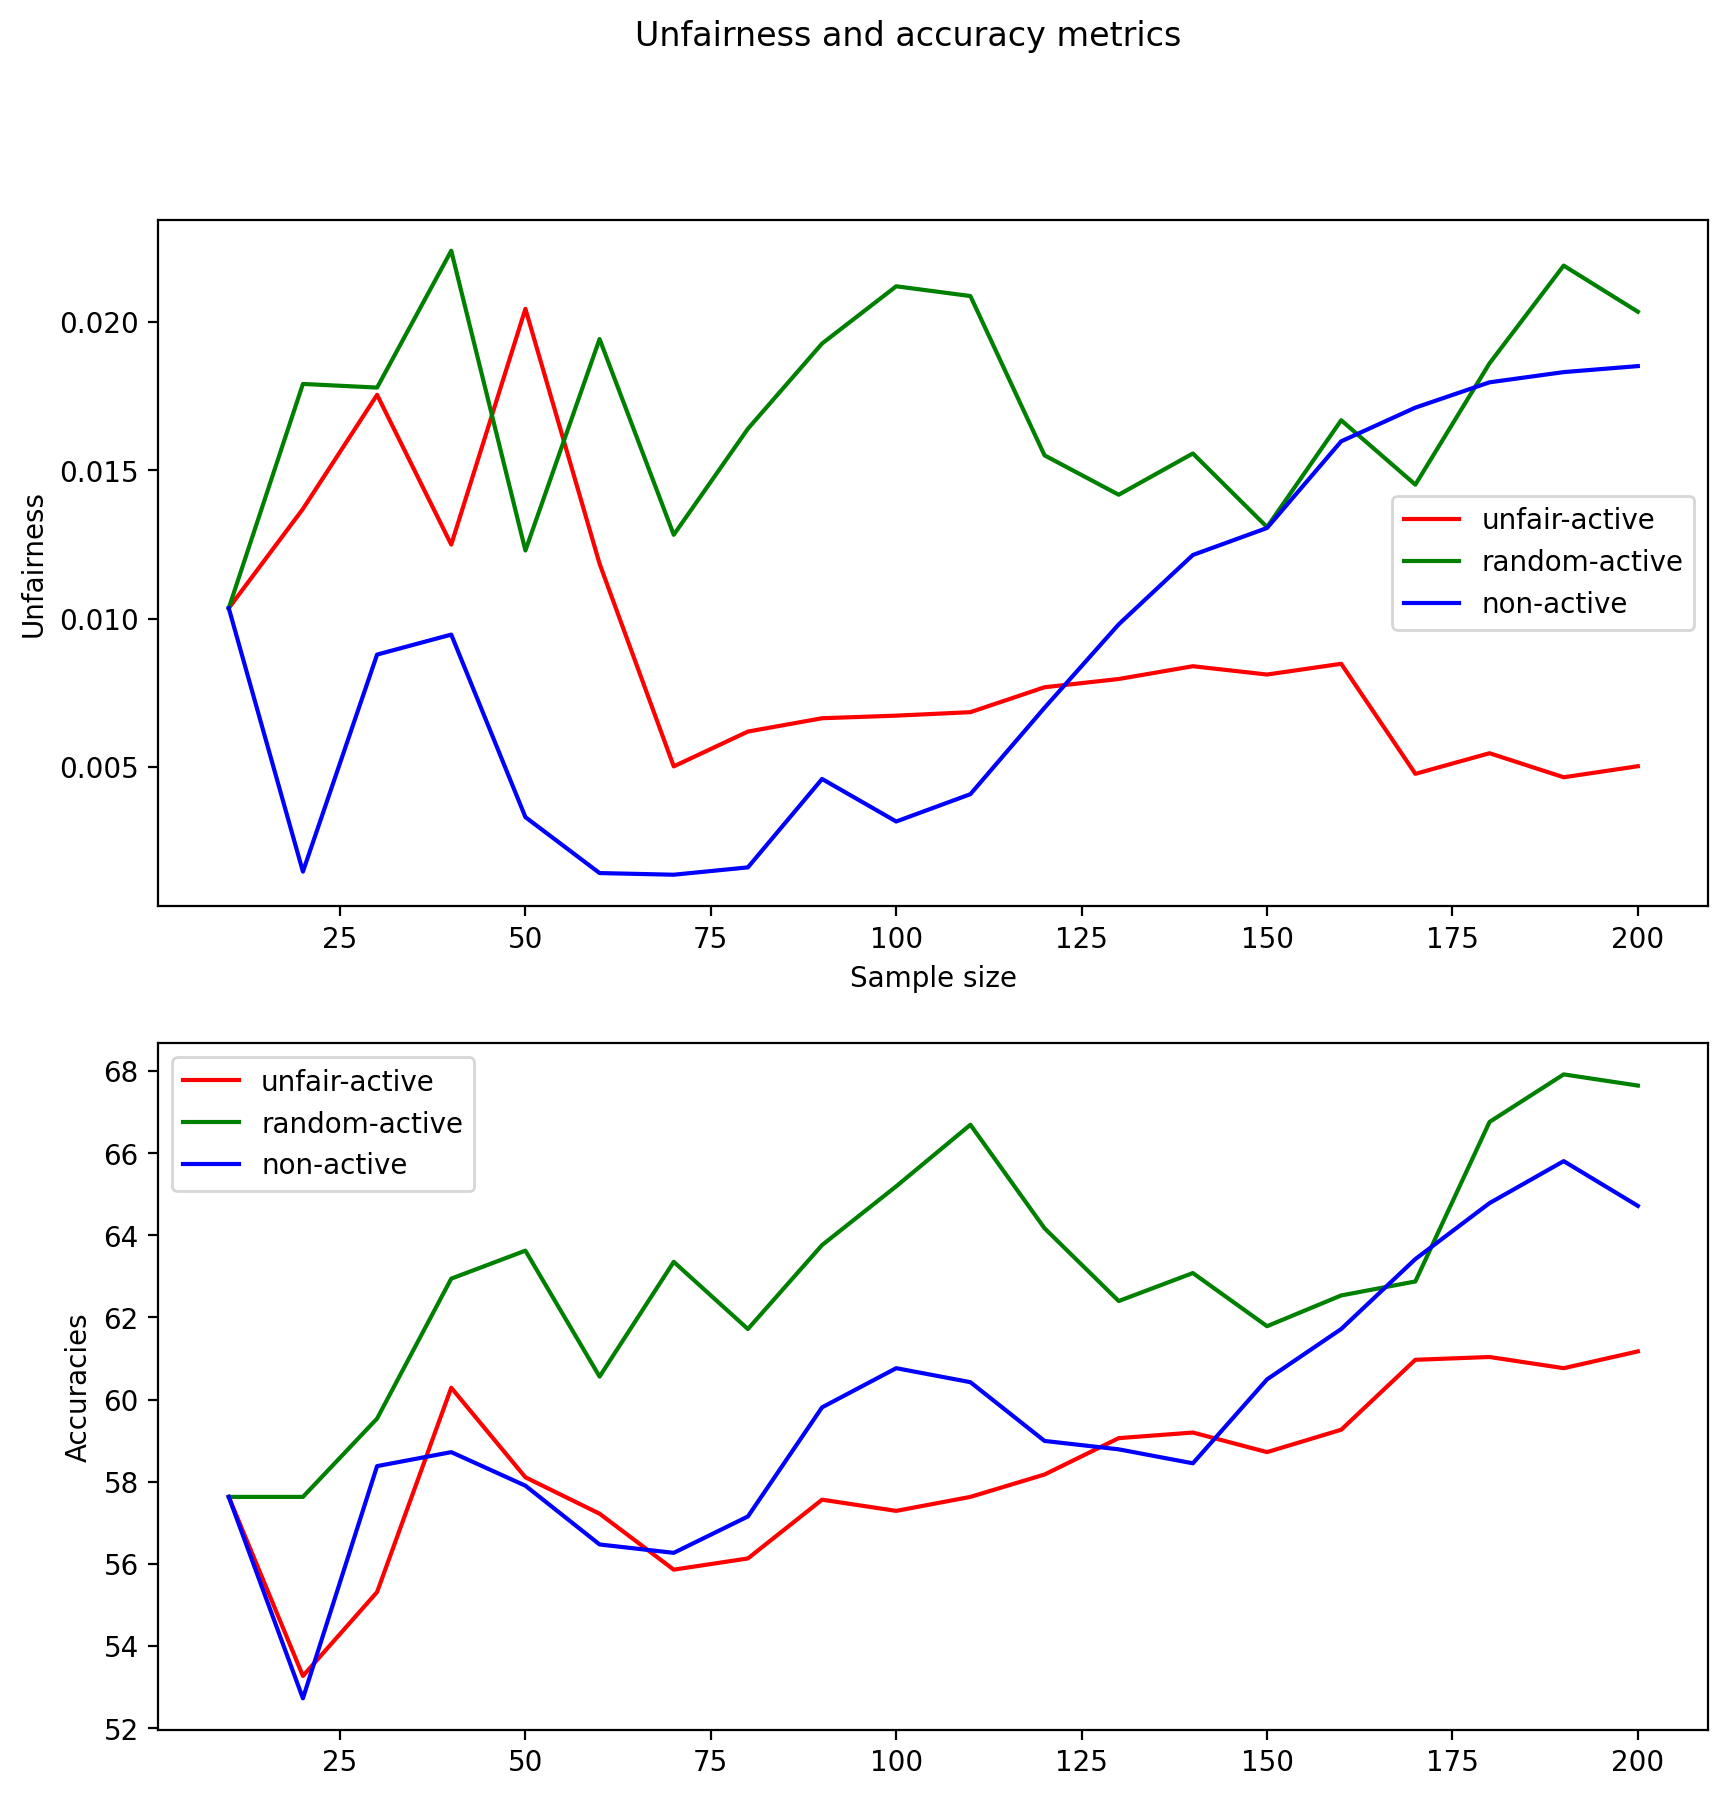 Unfairness and accuracy metrics
Unfairness
0.020
0.015
0.010
0.005
unfair-active
random-active
non-active
25 50 75 100 125 150 175 200
Sample size
Accuracies
68
66
64
62
60
58
56
54
52
unfair-active
random-active
non-active
25 50 75 100 125 150 175 200